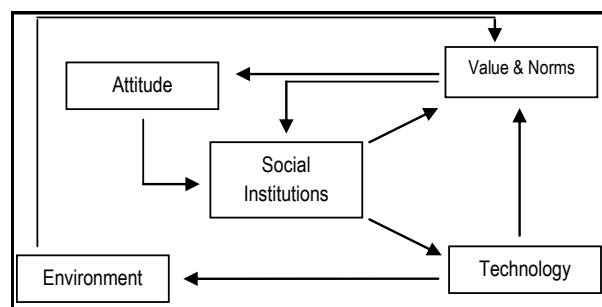 Value & Norms
Attitude
Social
Institutions
Environment
Technology